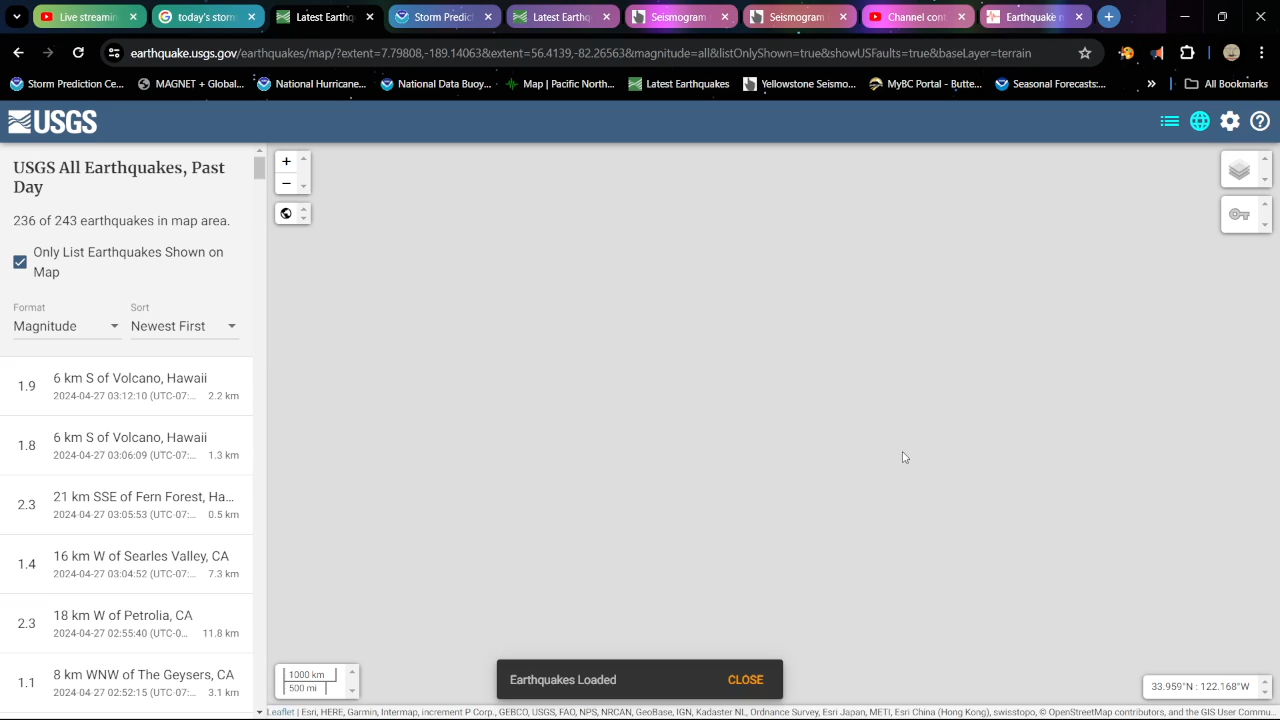 Live streamin
today's storm
Latest Earthq
Storm Predic
Latest Earthq
Seismogram
Seismogram
Channel cont
Earthquake n
earthquake.usgs.gov/earthquakes/map/?extent=7.79808,-189.14063&extent=56.4139,-82.26563&magnitude=all&listOnlyShown=true&showUSFaults=true&baseLayer=terrain
Storm Prediction Ce...
MAGNET + Global...
National Hurricane...
National Data Buoy...
Map | Pacific North...
Latest Earthquakes
Yellowstone Seismo...
MyBC Portal - Butte...
Seasonal Forecasts:...
»
All Bookmarks
USGS
USGS All Earthquakes, Past
Day
236 of 243 earthquakes in map area.
Only List Earthquakes Shown on
Map
Format Sort
Magnitude Newest First
1.9 6 km S of Volcano, Hawaii
2024-04-27 03:12:10 (UTC-07:... 2.2 km
1.8 6 km S of Volcano, Hawaii
2024-04-27 03:06:09 (UTC-07:... 1.3 km
2.3 21 km SSE of Fern Forest, Ha...
2024-04-27 03:05:53 (UTC-07:... 0.5 km
1.4 16 km W of Searles Valley, CA
2024-04-27 03:04:52 (UTC-07:... 7.3 km
2.3 18 km W of Petrolia, CA
2024-04-27 02:55:40 (UTC-0... 11.8 km
1.1 8 km WNW of The Geysers, CA
2024-04-27 02:52:15 (UTC-07:... 3.1 km
+
−
1000 km
500 mi
Earthquakes Loaded CLOSE
33.959°N : 122.168°W
Leaflet | Esri, HERE, Garmin, Intermap, increment P Corp., GEBCO, USGS, FAO, NPS, NRCAN, GeoBase, IGN, Kadaster NL, Ordnance Survey, Esri Japan, METI, Esri China (Hong Kong), swisstopo, © OpenStreetMap contributors, and the GIS User Commu...